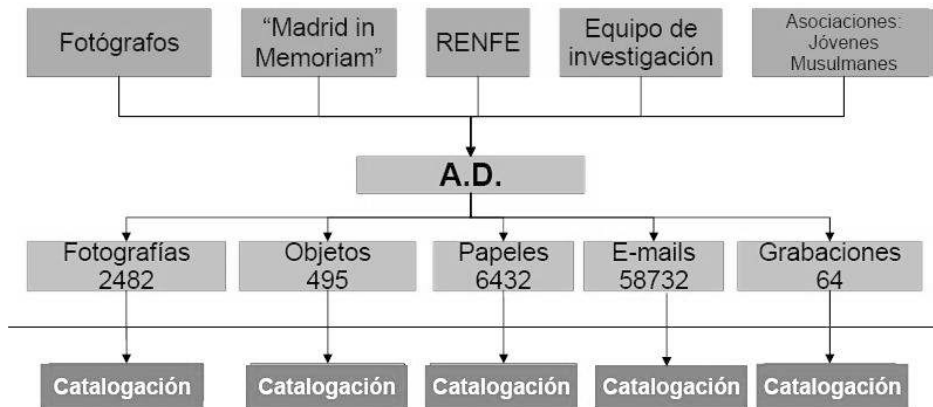 Fotógrafos
“Madrid in
Memoriam”
RENFE
Equipo de
investigación
Asociaciones:
Jóvenes
Musulmanes
A.D.
Fotografías
2482
Objetos
495
Papeles
6432
E-mails
58732
Grabaciones
64
Catalogación
Catalogación
Catalogación
Catalogación
Catalogación